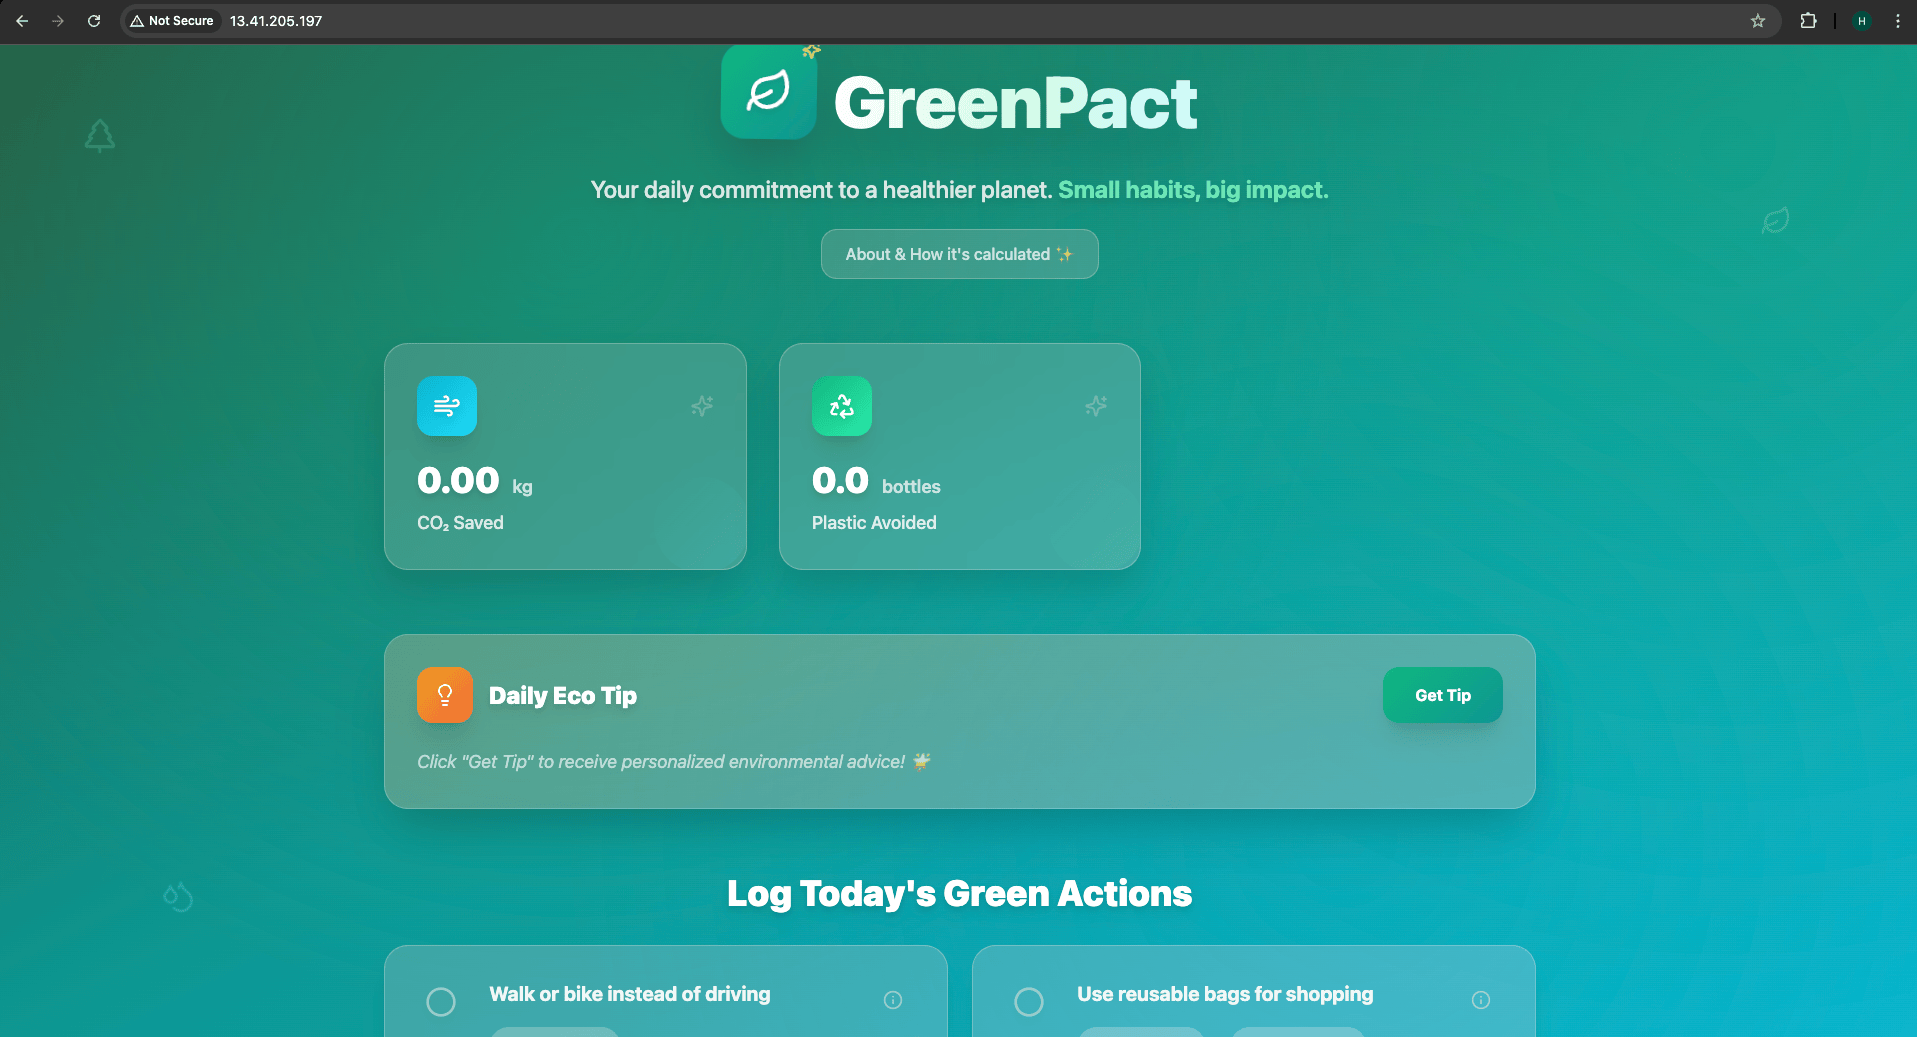 Not Secure 13.41.205.197
H
GreenPact
Your daily commitment to a healthier planet. Small habits, big impact.
About & How it's calculated ✨
0.00 kg
CO₂ Saved
0.0 bottles
Plastic Avoided
Daily Eco Tip
Get Tip
Click "Get Tip" to receive personalized environmental advice! 🌟
Log Today's Green Actions
Walk or bike instead of driving
Use reusable bags for shopping